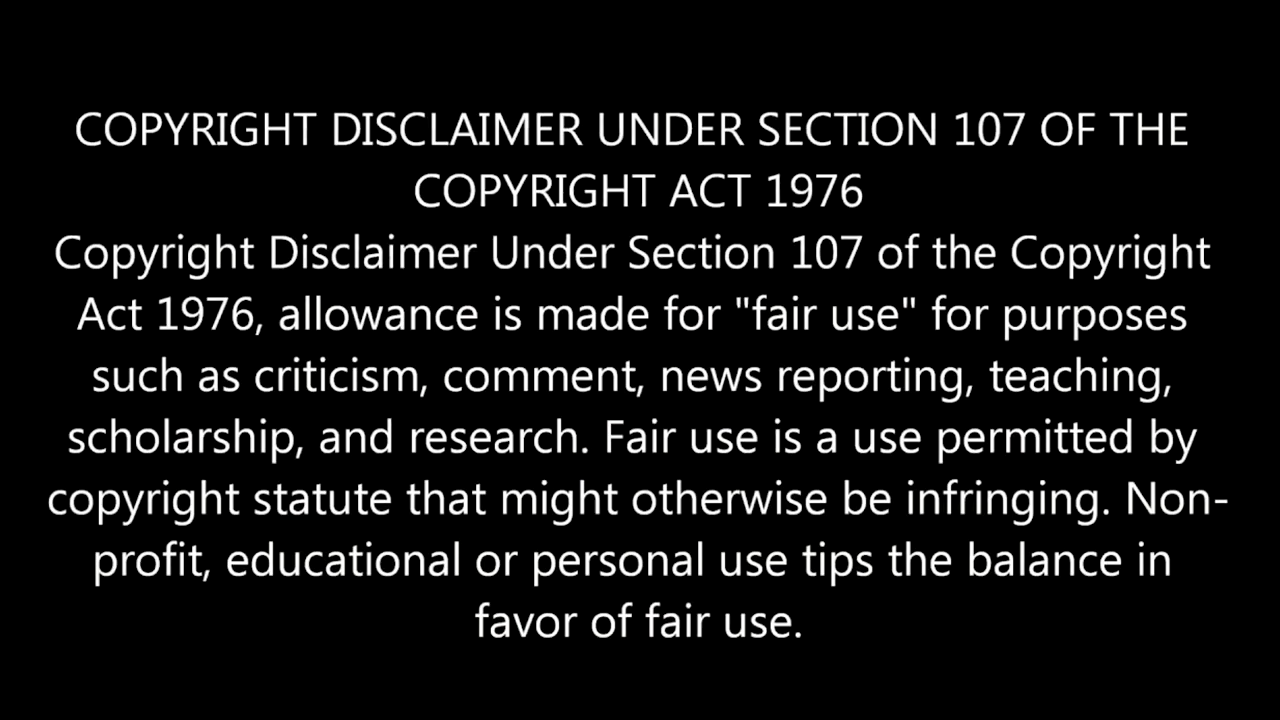 COPYRIGHT DISCLAIMER UNDER SECTION 107 OF THE
COPYRIGHT ACT 1976
Copyright Disclaimer Under Section 107 of the Copyright
Act 1976, allowance is made for "fair use" for purposes
such as criticism, comment, news reporting, teaching,
scholarship, and research. Fair use is a use permitted by
copyright statute that might otherwise be infringing. Non-
profit, educational or personal use tips the balance in
favor of fair use.